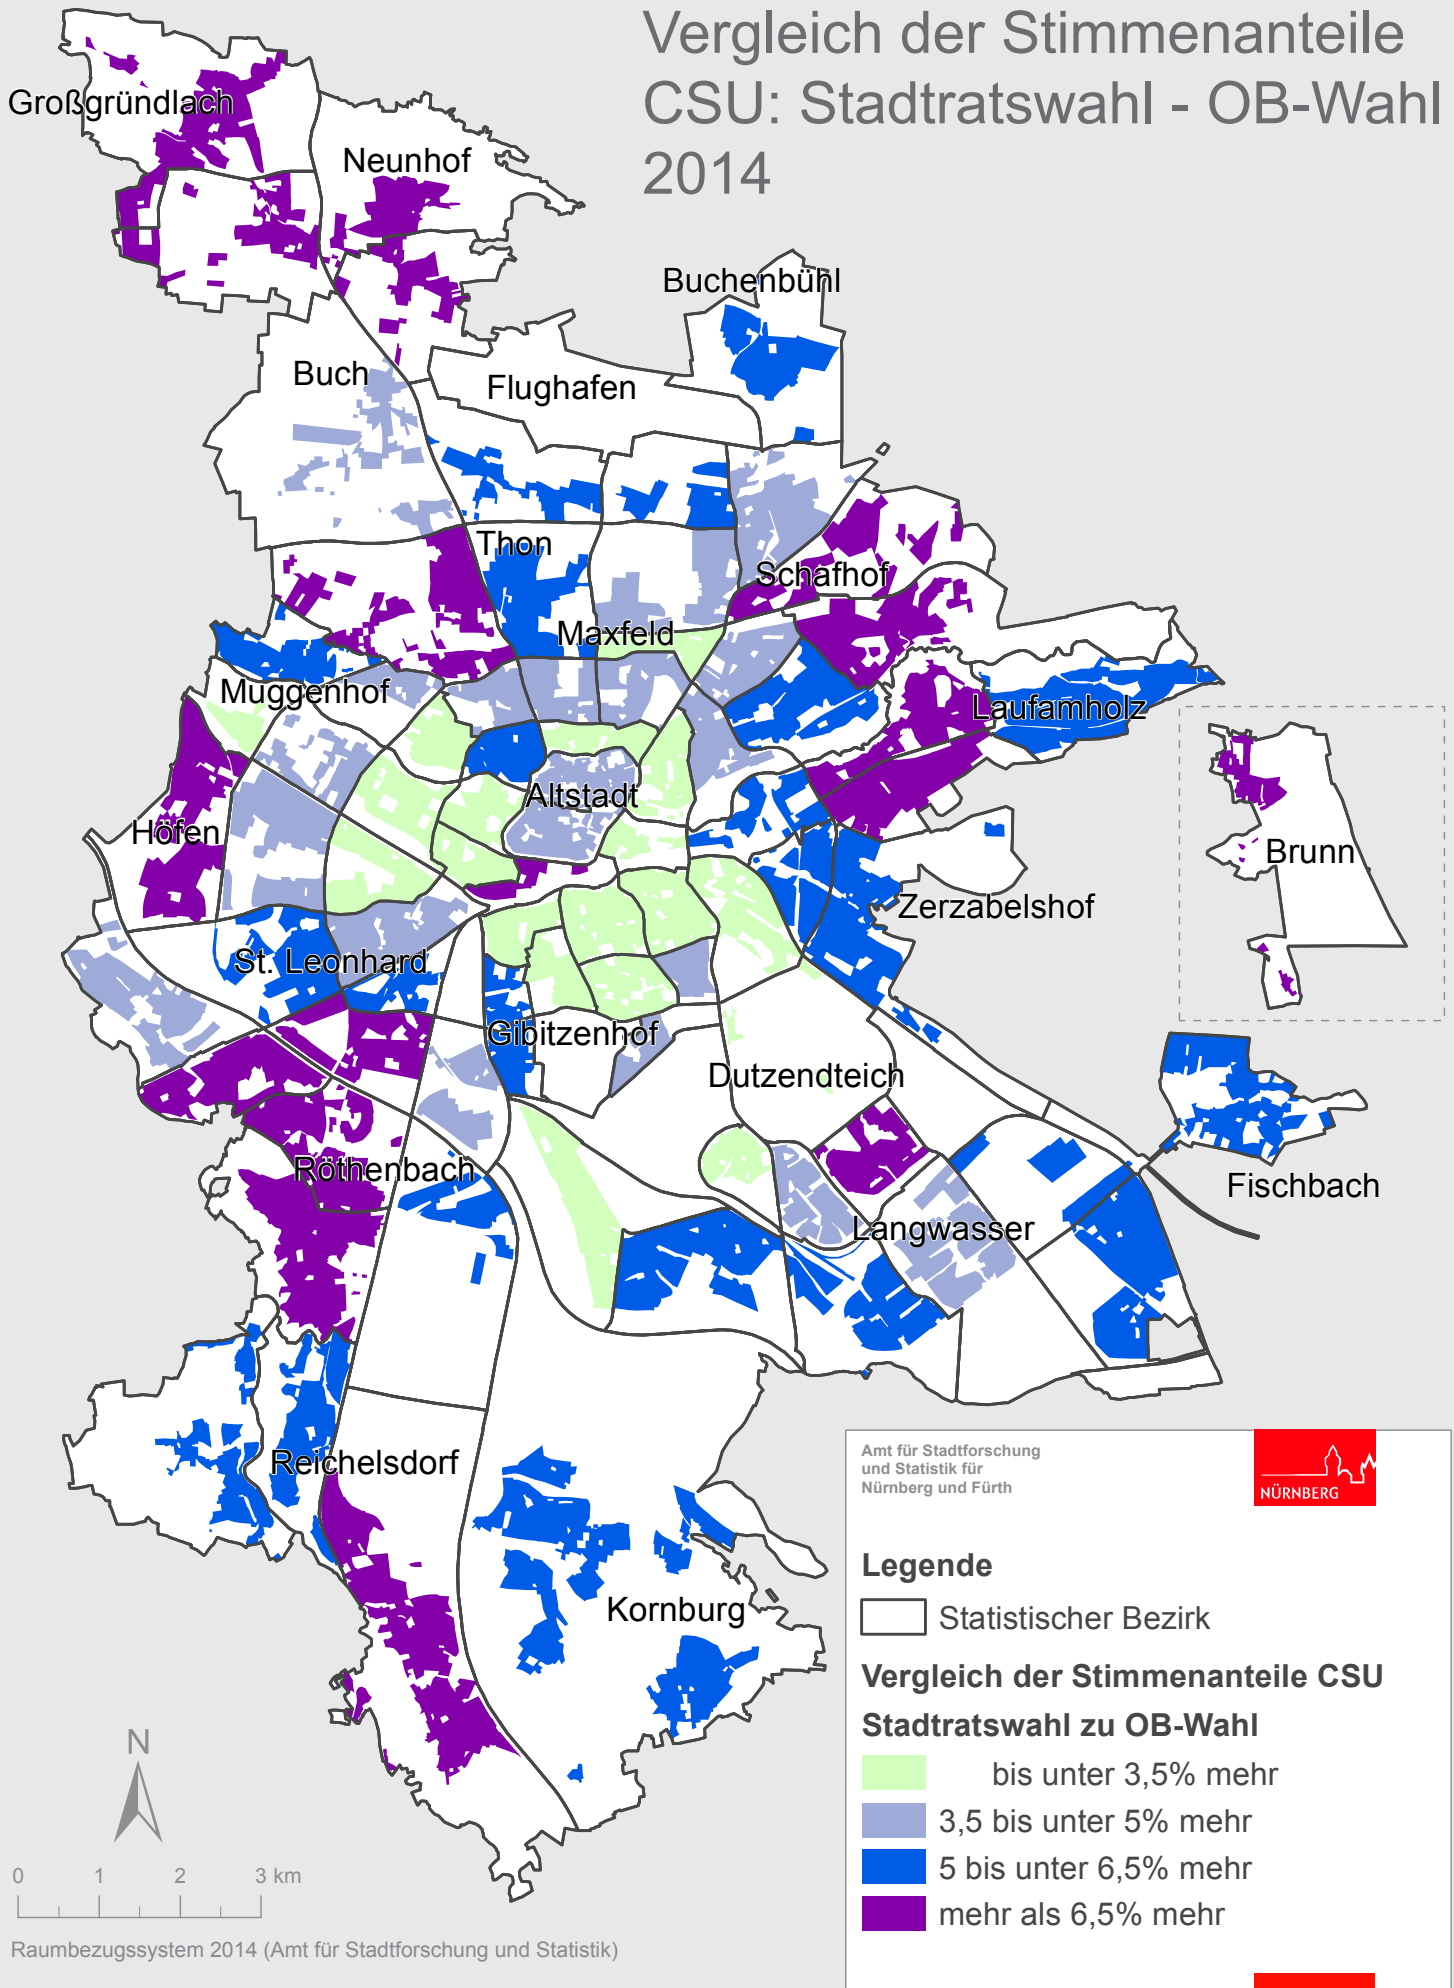 Vergleich der Stimmenanteile
CSU: Stadtratswahl - OB-Wahl
2014
Großgründlach
Neunhof
Buchenbühl
Buch
Flughafen
Thon
Schafhof
Maxfeld
Muggenhof
Laufamholz
Altstadt
Höfen
Brunn
Zerzabelshof
St. Leonhard
Gibitzenhof
Dutzendteich
Röthenbach
Fischbach
Langwasser
Reichelsdorf
Kornburg
Amt für Stadtforschung
und Statistik für
Nürnberg und Fürth
NÜRNBERG
Legende
Statistischer Bezirk
Vergleich der Stimmenanteile CSU
Stadtratswahl zu OB-Wahl
bis unter 3,5% mehr
3,5 bis unter 5% mehr
5 bis unter 6,5% mehr
mehr als 6,5% mehr
N
0 1 2 3 km
Raumbezugssystem 2014 (Amt für Stadtforschung und Statistik)